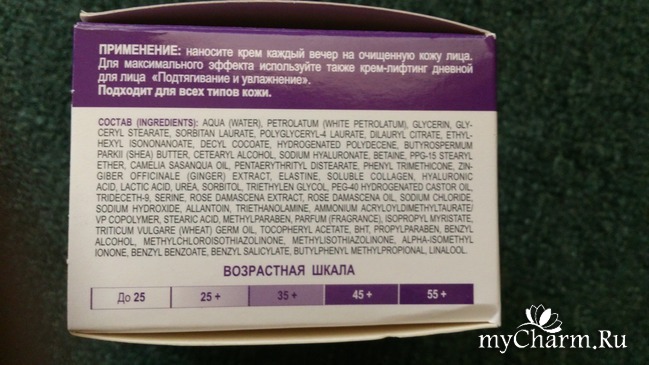 ПРИМЕНЕНИЕ: наносите крем каждый вечер на очищенную кожу лица.
Для максимального эффекта используйте также крем-лифтинг дневной
для лица «Подтягивание и увлажнение».
Подходит для всех типов кожи.
СОСТАВ (INGREDIENTS): AQUA (WATER), PETROLATUM (WHITE PETROLATUM), GLYCERIN, GLY-
CERYL STEARATE, SORBITAN LAURATE, POLYGLYCERYL-4 LAURATE, DILAURYL CITRATE, ETHYL-
HEXYL ISONONANOATE, DECYL COCOATE, HYDROGENATED POLYDECENE, BUTYROSPERMUM
PARKII (SHEA) BUTTER, CETEARYL ALCOHOL, SODIUM HYALURONATE, BETAINE, PPG-15 STEARYL
ETHER, CAMELIA SASANQUA OIL, PENTAERYTHRITYL DISTEARATE, PHENYL TRIMETHICONE, ZIN-
GIBER OFFICINALE (GINGER) EXTRACT, ELASTINE, SOLUBLE COLLAGEN, HYALURONIC
ACID, LACTIC ACID, UREA, SORBITOL, TRIETHYLEN GLYCOL, PEG-40 HYDROGENATED CASTOR OIL,
TRIDECETH-9, SERINE, ROSE DAMASCENA EXTRACT, ROSE DAMASCENA OIL, SODIUM CHLORIDE,
SODIUM HYDROXIDE, ALLANTOIN, TRIETHANOLAMINE, AMMONIUM ACRYLOYLDIMETHYLTAURATE/
VP COPOLYMER, STEARIC ACID, METHYLPARABEN, PARFUM (FRAGRANCE), ISOPROPYL MYRISTATE,
TRITICUM VULGARE (WHEAT) GERM OIL, TOCOPHERYL ACETATE, BHT, PROPYLPARABEN, BENZYL
ALCOHOL, METHYLCHLOROISOTHIAZOLINONE, METHYLISOTHIAZOLINONE, ALPHA-ISOMETHYL
IONONE, BENZYL BENZOATE, BENZYL SALICYLATE, BUTYLPHENYL METHYLPROPIONAL, LINALOOL.
ВОЗРАСТНАЯ ШКАЛА
До 25 25 + 35 + 45 + 55 +
myCharm.Ru